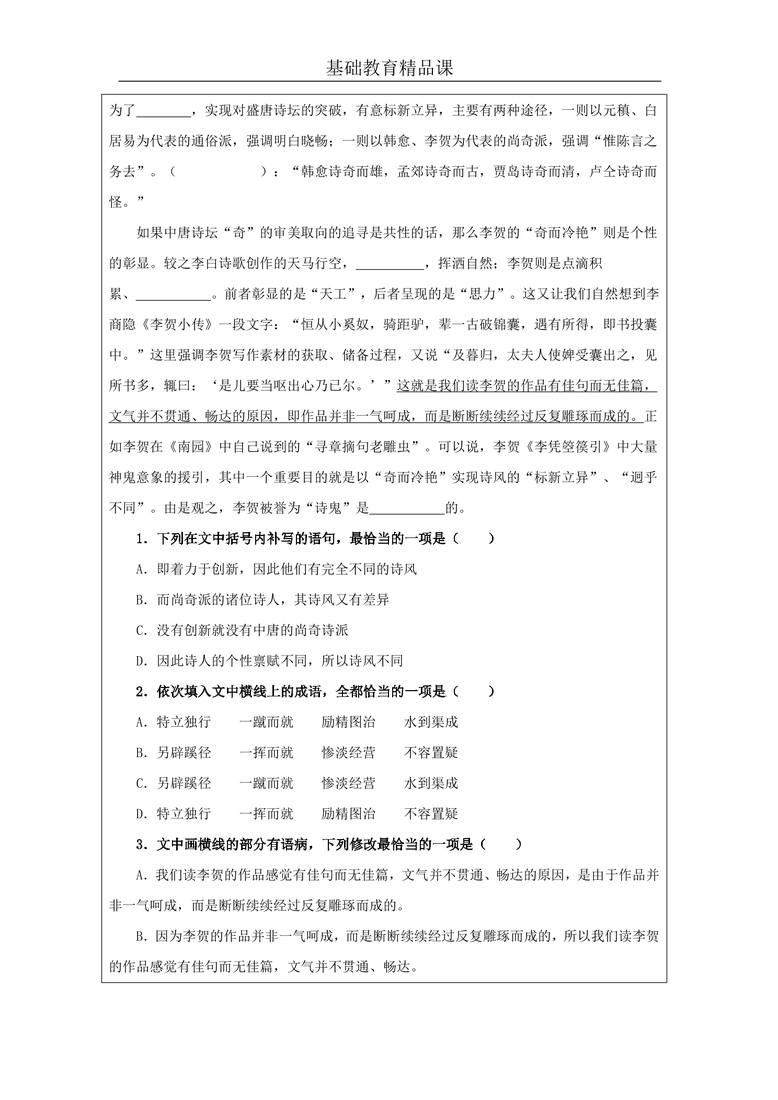 基础教育精品课
为了________，实现对盛唐诗坛的突破，有意标新立异，主要有两种途径，一则以元稹、白
居易为代表的通俗派，强调明白晓畅；一则以韩愈、李贺为代表的尚奇派，强调“惟陈言之
务去”。（            ）：“韩愈诗奇而雄，孟郊诗奇而古，贾岛诗奇而清，卢仝诗奇而
怪。”
如果中唐诗坛“奇”的审美取向的追寻是共性的话，那么李贺的“奇而冷艳”则是个性
的彰显。较之李白诗歌创作的天马行空，__________，挥洒自然；李贺则是点滴积
累、___________。前者彰显的是“天工”，后者呈现的是“思力”。这又让我们自然想到李
商隐《李贺小传》一段文字：“恒从小奚奴，骑距驴，辈一古破锦囊，遇有所得，即书投囊
中。”这里强调李贺写作素材的获取、储备过程，又说“及暮归，太夫人使婢受囊出之，见
所书多，辄曰：‘是儿要当呕出心乃已尔。’”这就是我们读李贺的作品有佳句而无佳篇，
文气并不贯通、畅达的原因，即作品并非一气呵成，而是断断续续经过反复雕琢而成的。正
如李贺在《南园》中自己说到的“寻章摘句老雕虫”。可以说，李贺《李凭箜篌引》中大量
神鬼意象的援引，其中一个重要目的就是以“奇而冷艳”实现诗风的“标新立异”、“迥乎
不同”。由是观之，李贺被誉为“诗鬼”是___________的。
1．下列在文中括号内补写的语句，最恰当的一项是（    ）
A．即着力于创新，因此他们有完全不同的诗风
B．而尚奇派的诸位诗人，其诗风又有差异
C．没有创新就没有中唐的尚奇诗派
D．因此诗人的个性禀赋不同，所以诗风不同
2．依次填入文中横线上的成语，全都恰当的一项是（    ）
A．特立独行    一蹴而就    励精图治    水到渠成
B．另辟蹊径    一挥而就    惨淡经营    不容置疑
C．另辟蹊径    一蹴而就    惨淡经营    水到渠成
D．特立独行    一挥而就    励精图治    不容置疑
3．文中画横线的部分有语病，下列修改最恰当的一项是（    ）
A．我们读李贺的作品感觉有佳句而无佳篇，文气并不贯通、畅达的原因，是由于作品并
非一气呵成，而是断断续续经过反复雕琢而成的。
B．因为李贺的作品并非一气呵成，而是断断续续经过反复雕琢而成的，所以我们读李贺
的作品感觉有佳句而无佳篇，文气并不贯通、畅达。